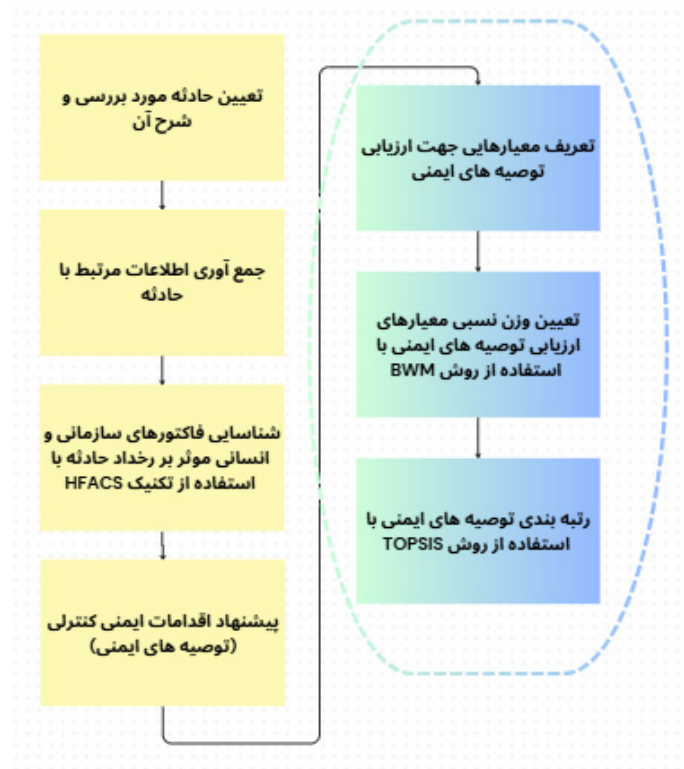 تعیین حادثه مورد بررسی و
شرح آن
جمع آوری اطلاعات مرتبط با
حادثه
شناسایی فاکتورهای سازمانی و
انسانی موثر بر رخداد حادثه با
استفاده از تکنیک HFACS
پیشنهاد اقدامات ایمنی کنترلی
(توصیه های ایمنی)
تعریف معیارهایی جهت ارزیابی
توصیه های ایمنی
تعیین وزن نسبی معیارهای
ارزیابی توصیه های ایمنی با
استفاده از روش BWM
رتبه بندی توصیه های ایمنی با
استفاده از روش TOPSIS